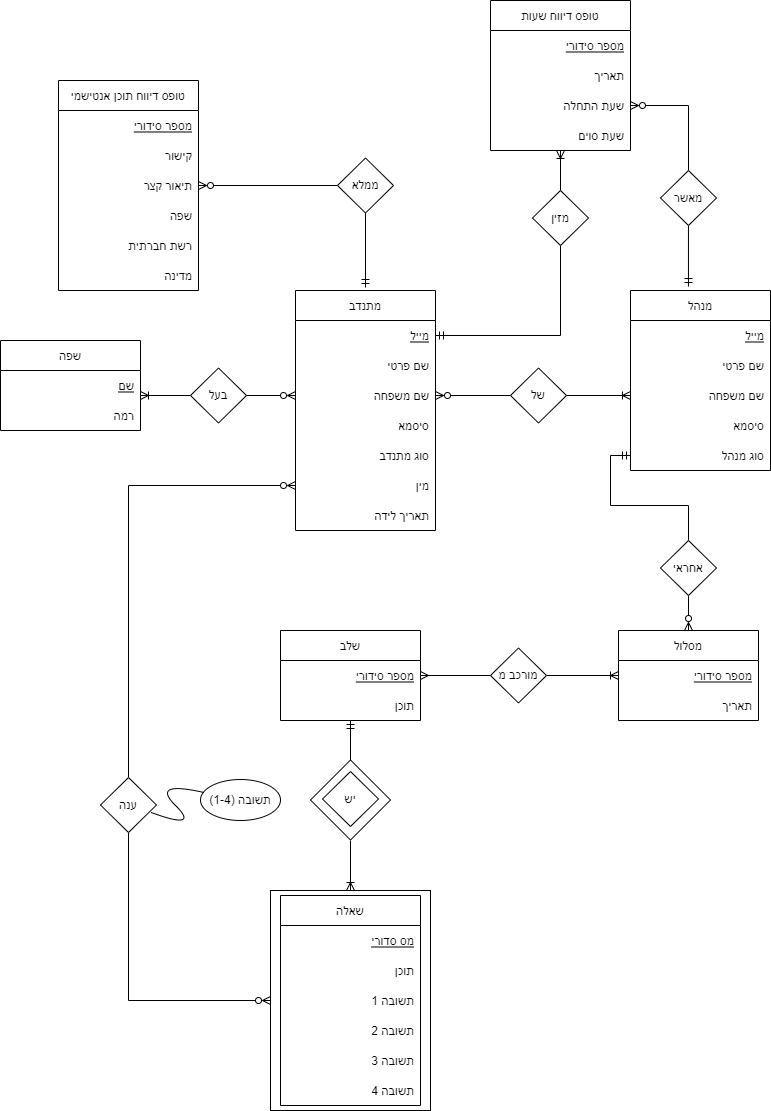 טופס דיווח שעות
מספר סידורי
תאריך
שעת התחלה
שעת סוים
טופס דיווח תוכן אנטישמי
מספר סידורי
קישור
תיאור קצר
שפה
רשת חברתית
מדינה
ממלא
מזין
מאשר
מנהל
מייל
שם פרטי
שם משפחה
סיסמא
סוג מנהל
מתנדב
מייל
שם פרטי
שם משפחה
סיסמא
סוג מתנדב
מין
תאריך לידה
שפה
שם
רמה
של
בעל
אחראי
מסלול
מספר סידורי
תאריך
מורכב מ
שלב
מספר סידורי
תוכן
יש
תשובה (1-4)
ענה
שאלה
מס סדורי
תוכן
תשובה 1
תשובה 2
תשובה 3
תשובה 4